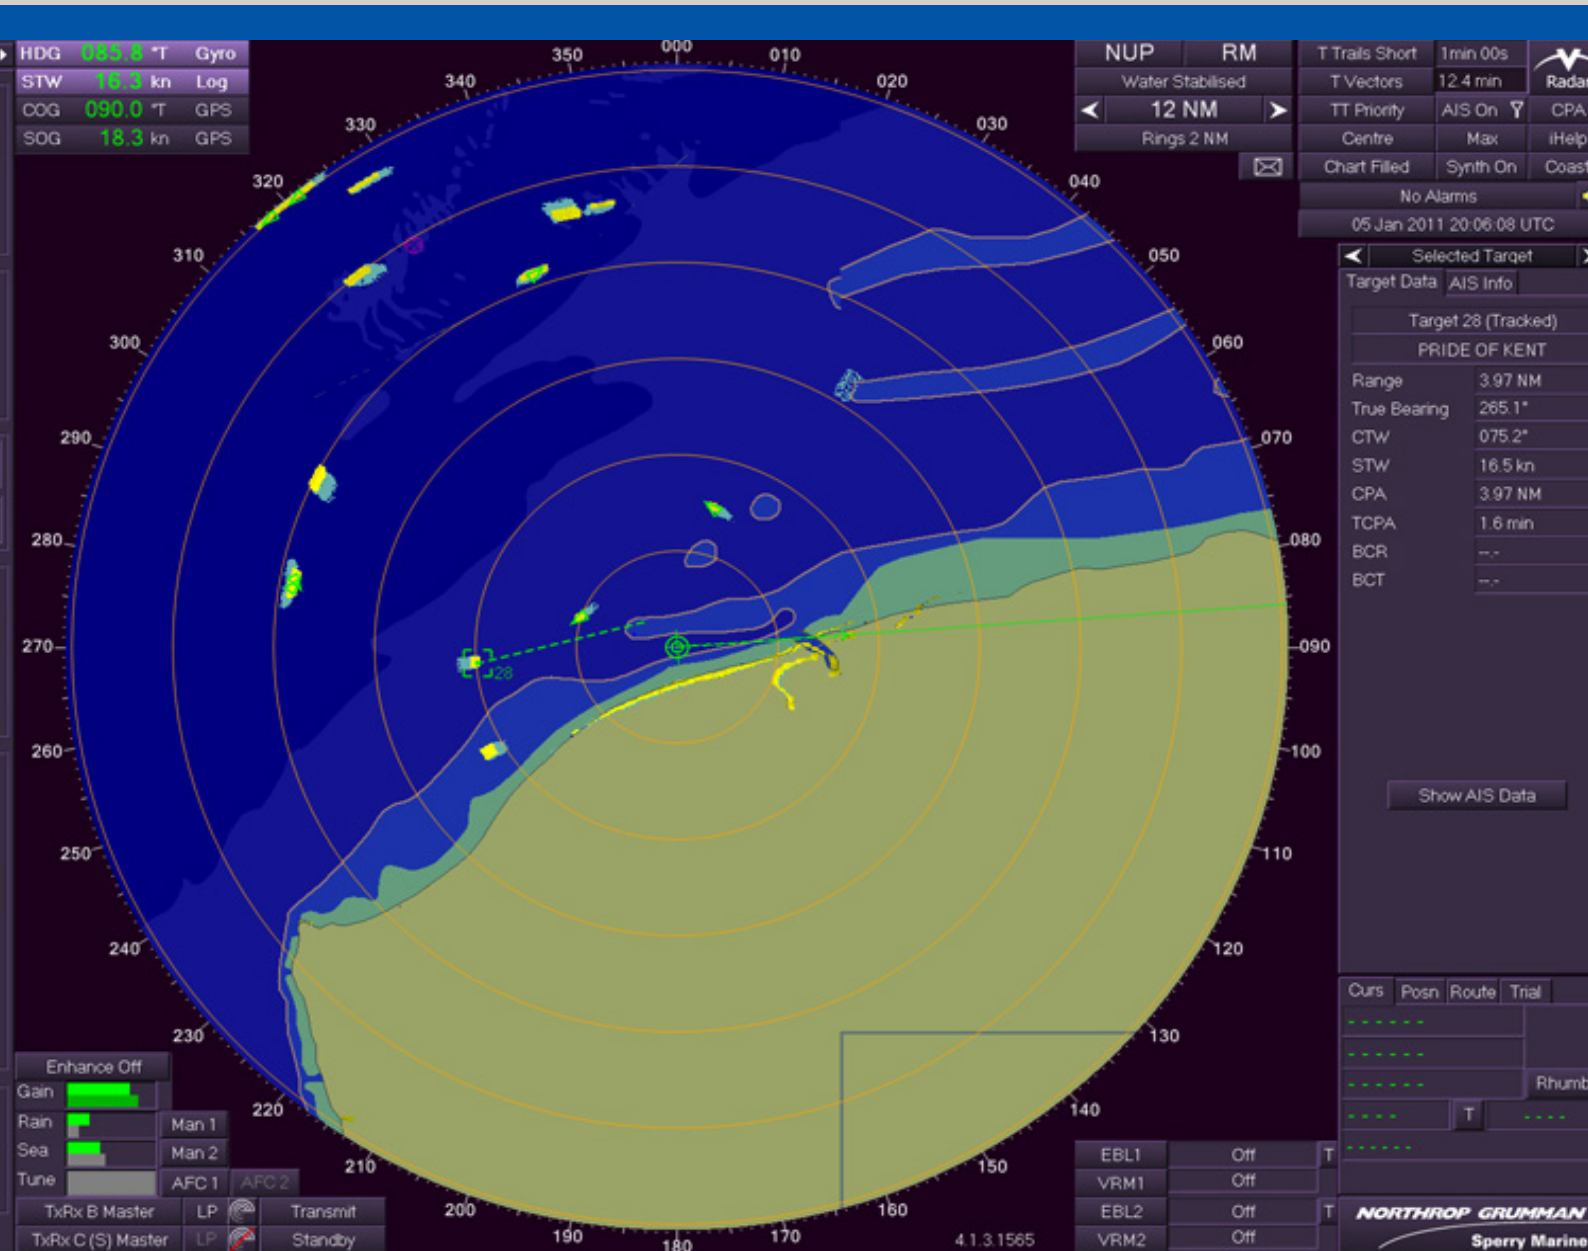 HDG 085.8 °T Gyro
STW 16.3 kn Log
COG 090.0 °T GPS
SOG 18.3 kn GPS
NUP RM
Water Stabilised
12 NM
Rings 2 NM
T Trails Short 1min 00s
T Vectors 12.4 min Radar
TT Priority AIS On CPA
Centre Max iHelp
Chart Filled Synth On Coast
No Alarms
05 Jan 2011 20:06:08 UTC
Selected Target
Target Data AIS Info
Target 28 (Tracked)
PRIDE OF KENT
Range 3.97 NM
True Bearing 265.1°
CTW 075.2°
STW 16.5 kn
CPA 3.97 NM
TCPA 1.6 min
BCR --.-
BCT --.-
Show AIS Data
000
010
020
030
040
050
060
070
080
090
100
110
120
130
140
150
160
170
180
190
200
210
220
230
240
250
260
270
280
290
300
310
320
330
340
350
28
Curs Posn Route Trial
- - - - - -
- - - - - -
- - - - - - Rhumb
- - - - T - - - -
- - - - - -
Enhance Off
Gain
Rain Man 1
Sea Man 2
Tune AFC 1 AFC 2
TxRx B Master LP Transmit
TxRx C (S) Master LP Standby
4.1.3.1565
EBL1 Off T
VRM1 Off
EBL2 Off T
VRM2 Off
NORTHROP GRUMMAN
Sperry Marine